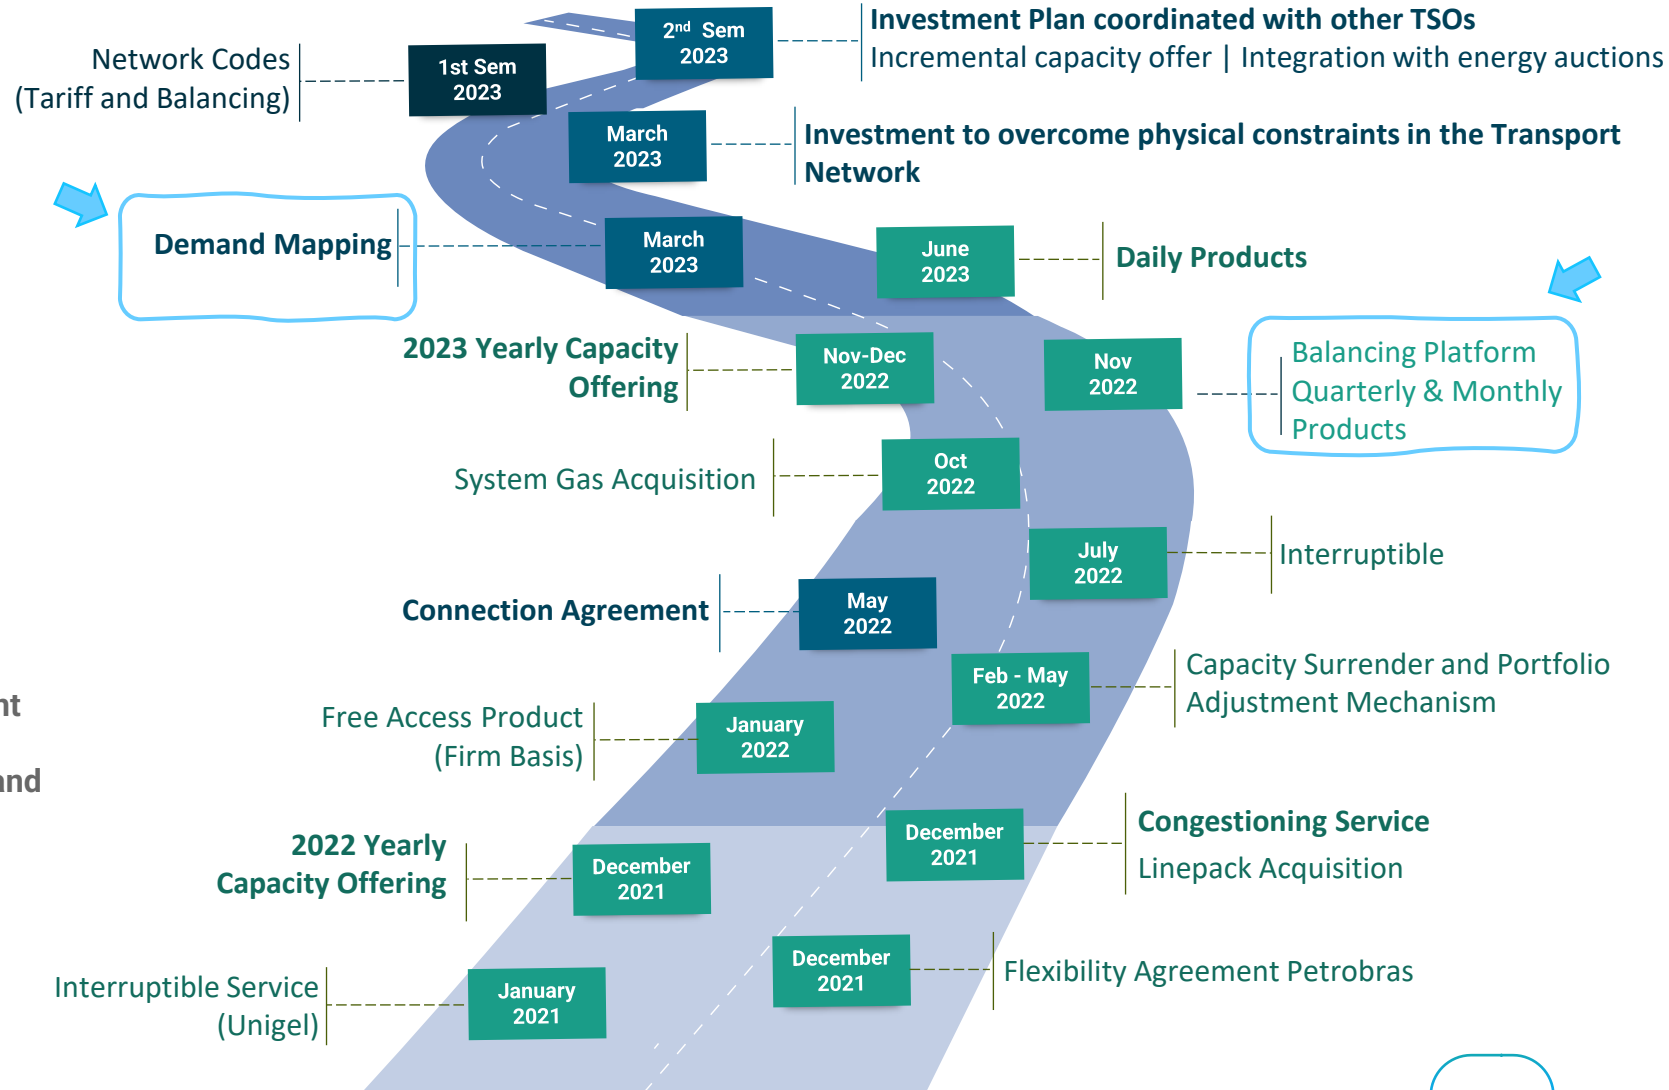 2nd Sem
2023
Investment Plan coordinated with other TSOs
Incremental capacity offer | Integration with energy auctions
Network Codes
(Tariff and Balancing)
1st Sem
2023
March
2023
Investment to overcome physical constraints in the Transport
Network
Demand Mapping
March
2023
June
2023
Daily Products
2023 Yearly Capacity
Offering
Nov-Dec
2022
Nov
2022
Balancing Platform
Quarterly & Monthly
Products
System Gas Acquisition
Oct
2022
July
2022
Interruptible
Connection Agreement
May
2022
Feb - May
2022
Capacity Surrender and Portfolio
Adjustment Mechanism
nt
and
Free Access Product
(Firm Basis)
January
2022
2022 Yearly
Capacity Offering
December
2021
December
2021
Congestioning Service
Linepack Acquisition
Interruptible Service
(Unigel)
January
2021
December
2021
Flexibility Agreement Petrobras